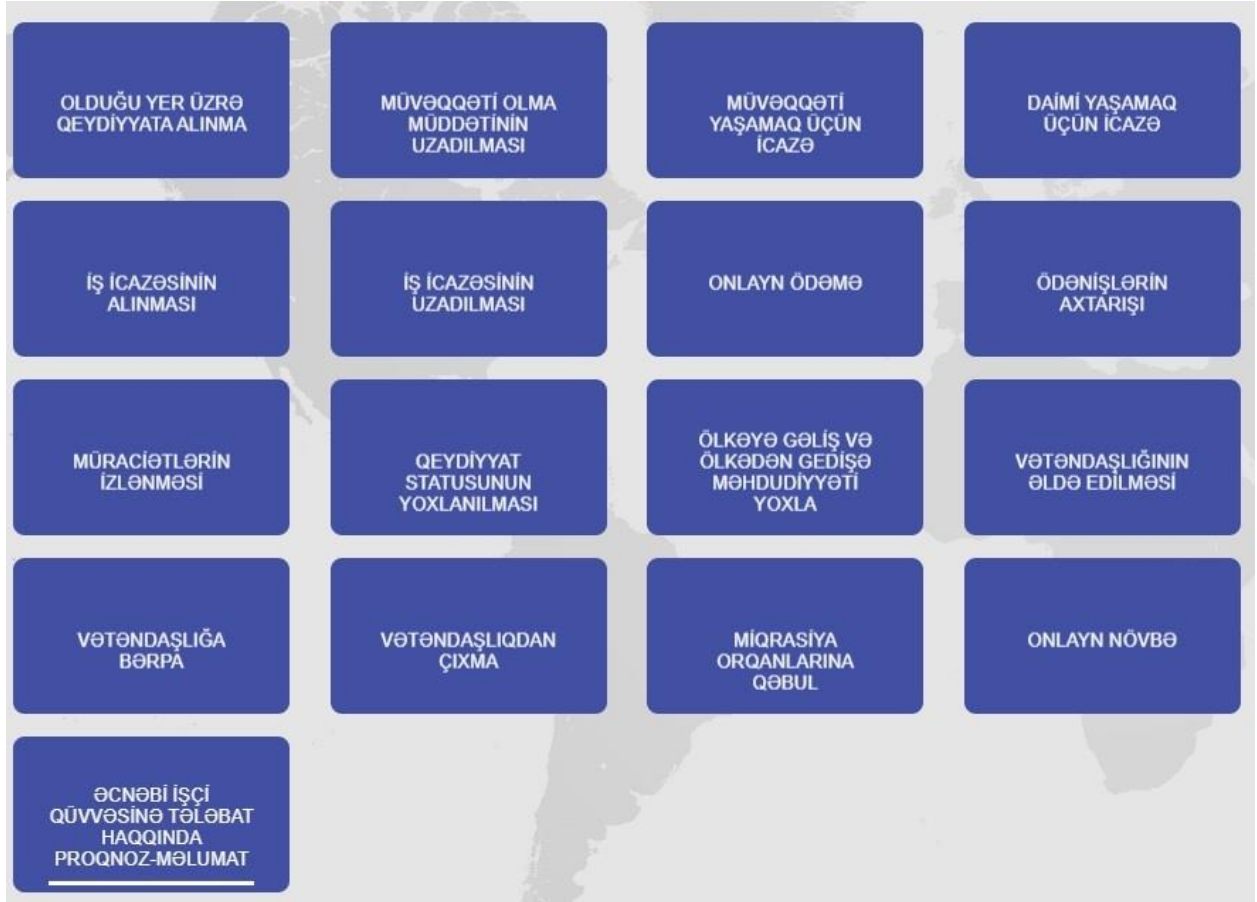 OLDUĞU YER ÜZRƏ
QEYDİYYATA ALINMA
MÜVƏQQƏTİ OLMA
MÜDDƏTİNİN
UZADILMASI
MÜVƏQQƏTİ
YAŞAMAQ ÜÇÜN
İCAZƏ
DAİMİ YAŞAMAQ
ÜÇÜN İCAZƏ
İŞ İCAZƏSİNİN
ALINMASI
İŞ İCAZƏSİNİN
UZADILMASI
ONLAYN ÖDƏMƏ
ÖDƏNİŞLƏRİN
AXTARIŞI
MÜRACİƏTLƏRİN
İZLƏNMƏSİ
QEYDİYYAT
STATUSUNUN
YOXLANILMASI
ÖLKƏYƏ GƏLİŞ VƏ
ÖLKƏDƏN GEDİŞƏ
MƏHDUDİYYƏTİ
YOXLA
VƏTƏNDAŞLIĞININ
ƏLDƏ EDİLMƏSİ
VƏTƏNDAŞLIĞA
BƏRPA
VƏTƏNDAŞLIQDAN
ÇIXMA
MİQRASİYA
ORQANLARINA
QƏBUL
ONLAYN NÖVBƏ
ƏCNƏBİ İŞÇİ
QÜVVƏSİNƏ TƏLƏBAT
HAQQINDA
PROQNOZ-MƏLUMAT